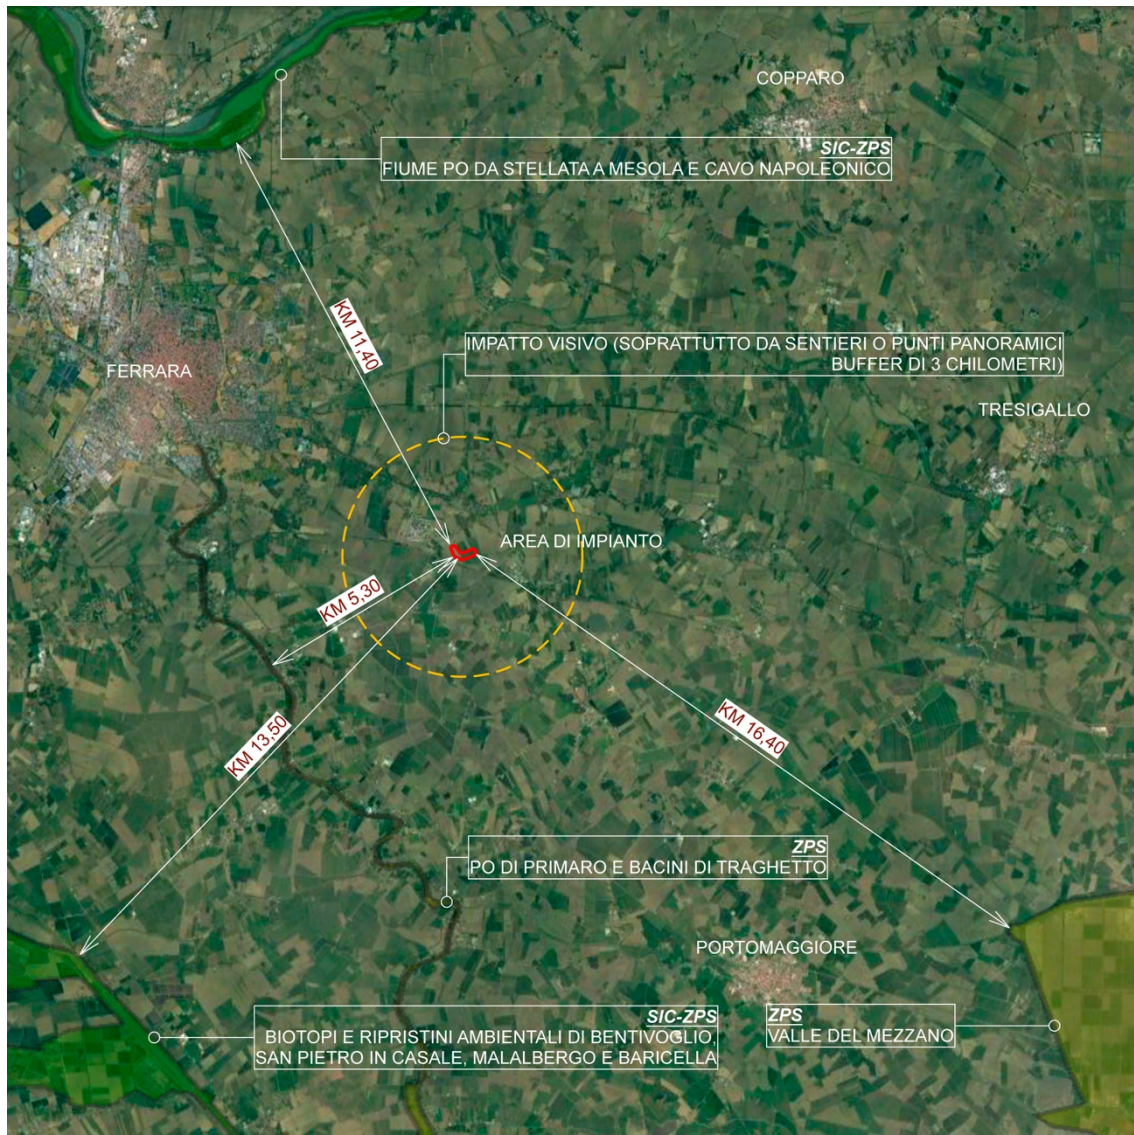 COPPARO
SIC-ZPS
FIUME PO DA STELLATA A MESOLA E CAVO NAPOLEONICO
KM 11,40
IMPATTO VISIVO (SOPRATTUTTO DA SENTIERI O PUNTI PANORAMICI
BUFFER DI 3 CHILOMETRI)
FERRARA
TRESIGALLO
AREA DI IMPIANTO
KM 5,30
KM 13,50
KM 16,40
ZPS
PO DI PRIMARO E BACINI DI TRAGHETTO
PORTOMAGGIORE
SIC-ZPS
BIOTOPI E RIPRISTINI AMBIENTALI DI BENTIVOGLIO,
SAN PIETRO IN CASALE, MALALBERGO E BARICELLA
ZPS
VALLE DEL MEZZANO